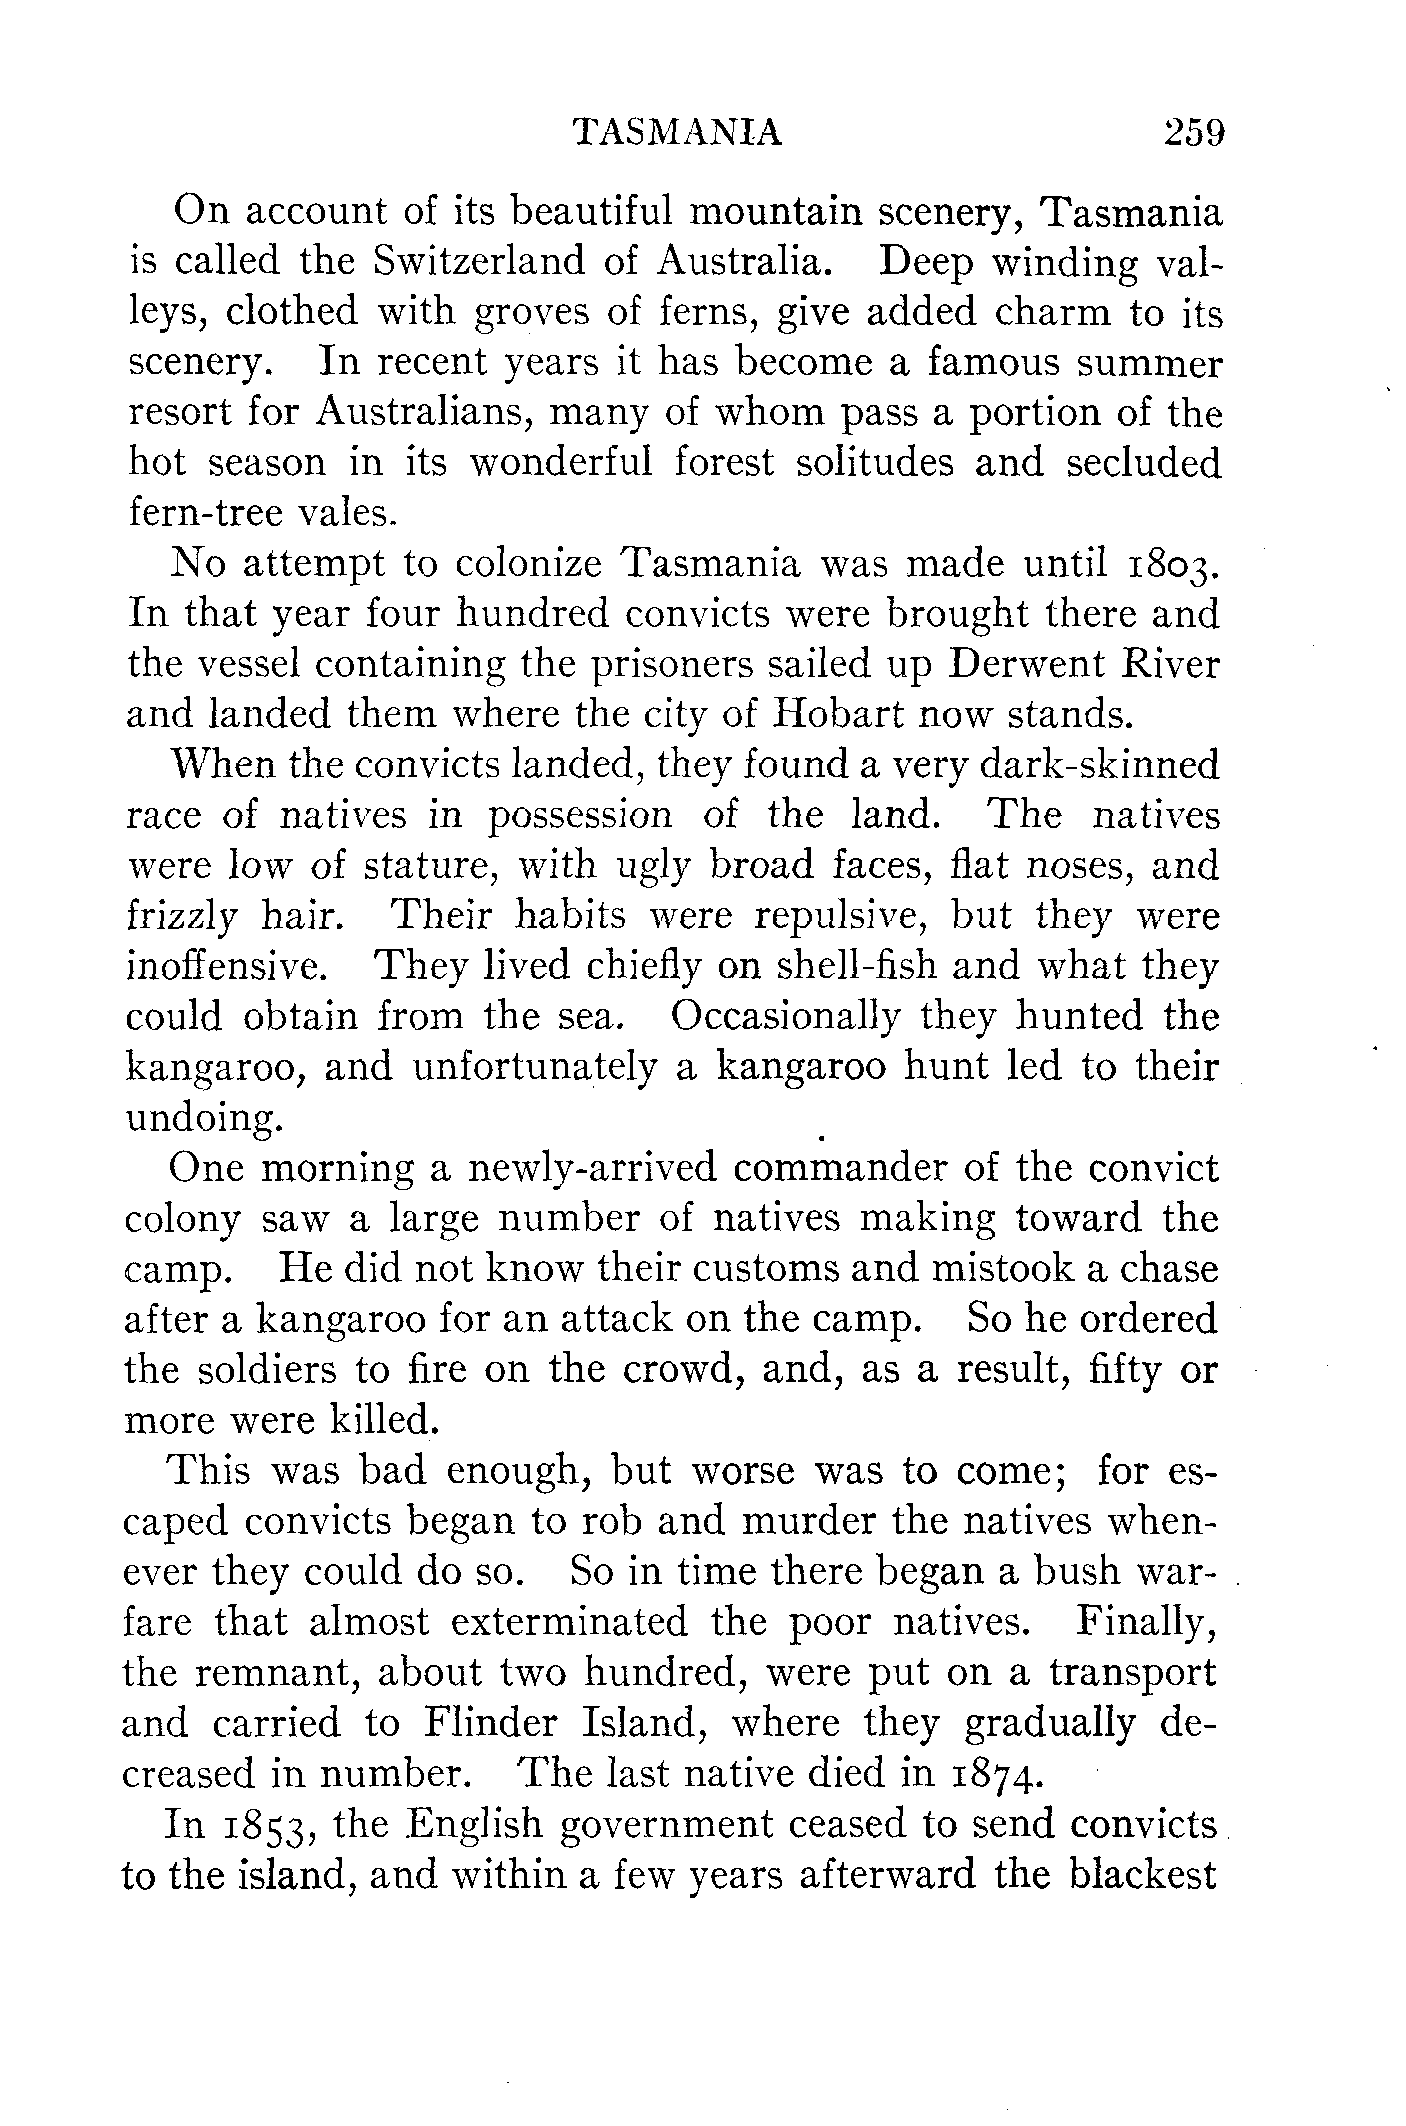 TASMANIA 259
On account of its beautiful mountain scenery, Tasmania
is called the Switzerland of Australia. Deep winding val-
leys, clothed with groves of ferns, give added charm to its
scenery. In recent years it has become a famous summer
resort for Australians, many of whom pass a portion of the
hot season in its wonderful forest solitudes and secluded
fern-tree vales.
No attempt to colonize Tasmania was made until 1803.
In that year four hundred convicts were brought there and
the vessel containing the prisoners sailed up Derwent River
and landed them where the city of Hobart now stands.
When the convicts landed, they found a very dark-skinned
race of natives in possession of the land. The natives
were low of stature, with ugly broad faces, flat noses, and
frizzly hair. Their habits were repulsive, but they were
inoffensive. They lived chiefly on shell-fish and what they
could obtain from the sea. Occasionally they hunted the
kangaroo, and unfortunately a kangaroo hunt led to their
undoing.
One morning a newly-arrived commander of the convict
colony saw a large number of natives making toward the
camp. He did not know their customs and mistook a chase
after a kangaroo for an attack on the camp. So he ordered
the soldiers to fire on the crowd, and, as a result, fifty or
more were killed.
This was bad enough, but worse was to come; for es-
caped convicts began to rob and murder the natives when-
ever they could do so. So in time there began a bush war-
fare that almost exterminated the poor natives. Finally,
the remnant, about two hundred, were put on a transport
and carried to Flinder Island, where they gradually de-
creased in number. The last native died in 1874.
In 1853, the English government ceased to send convicts
to the island, and within a few years afterward the blackest